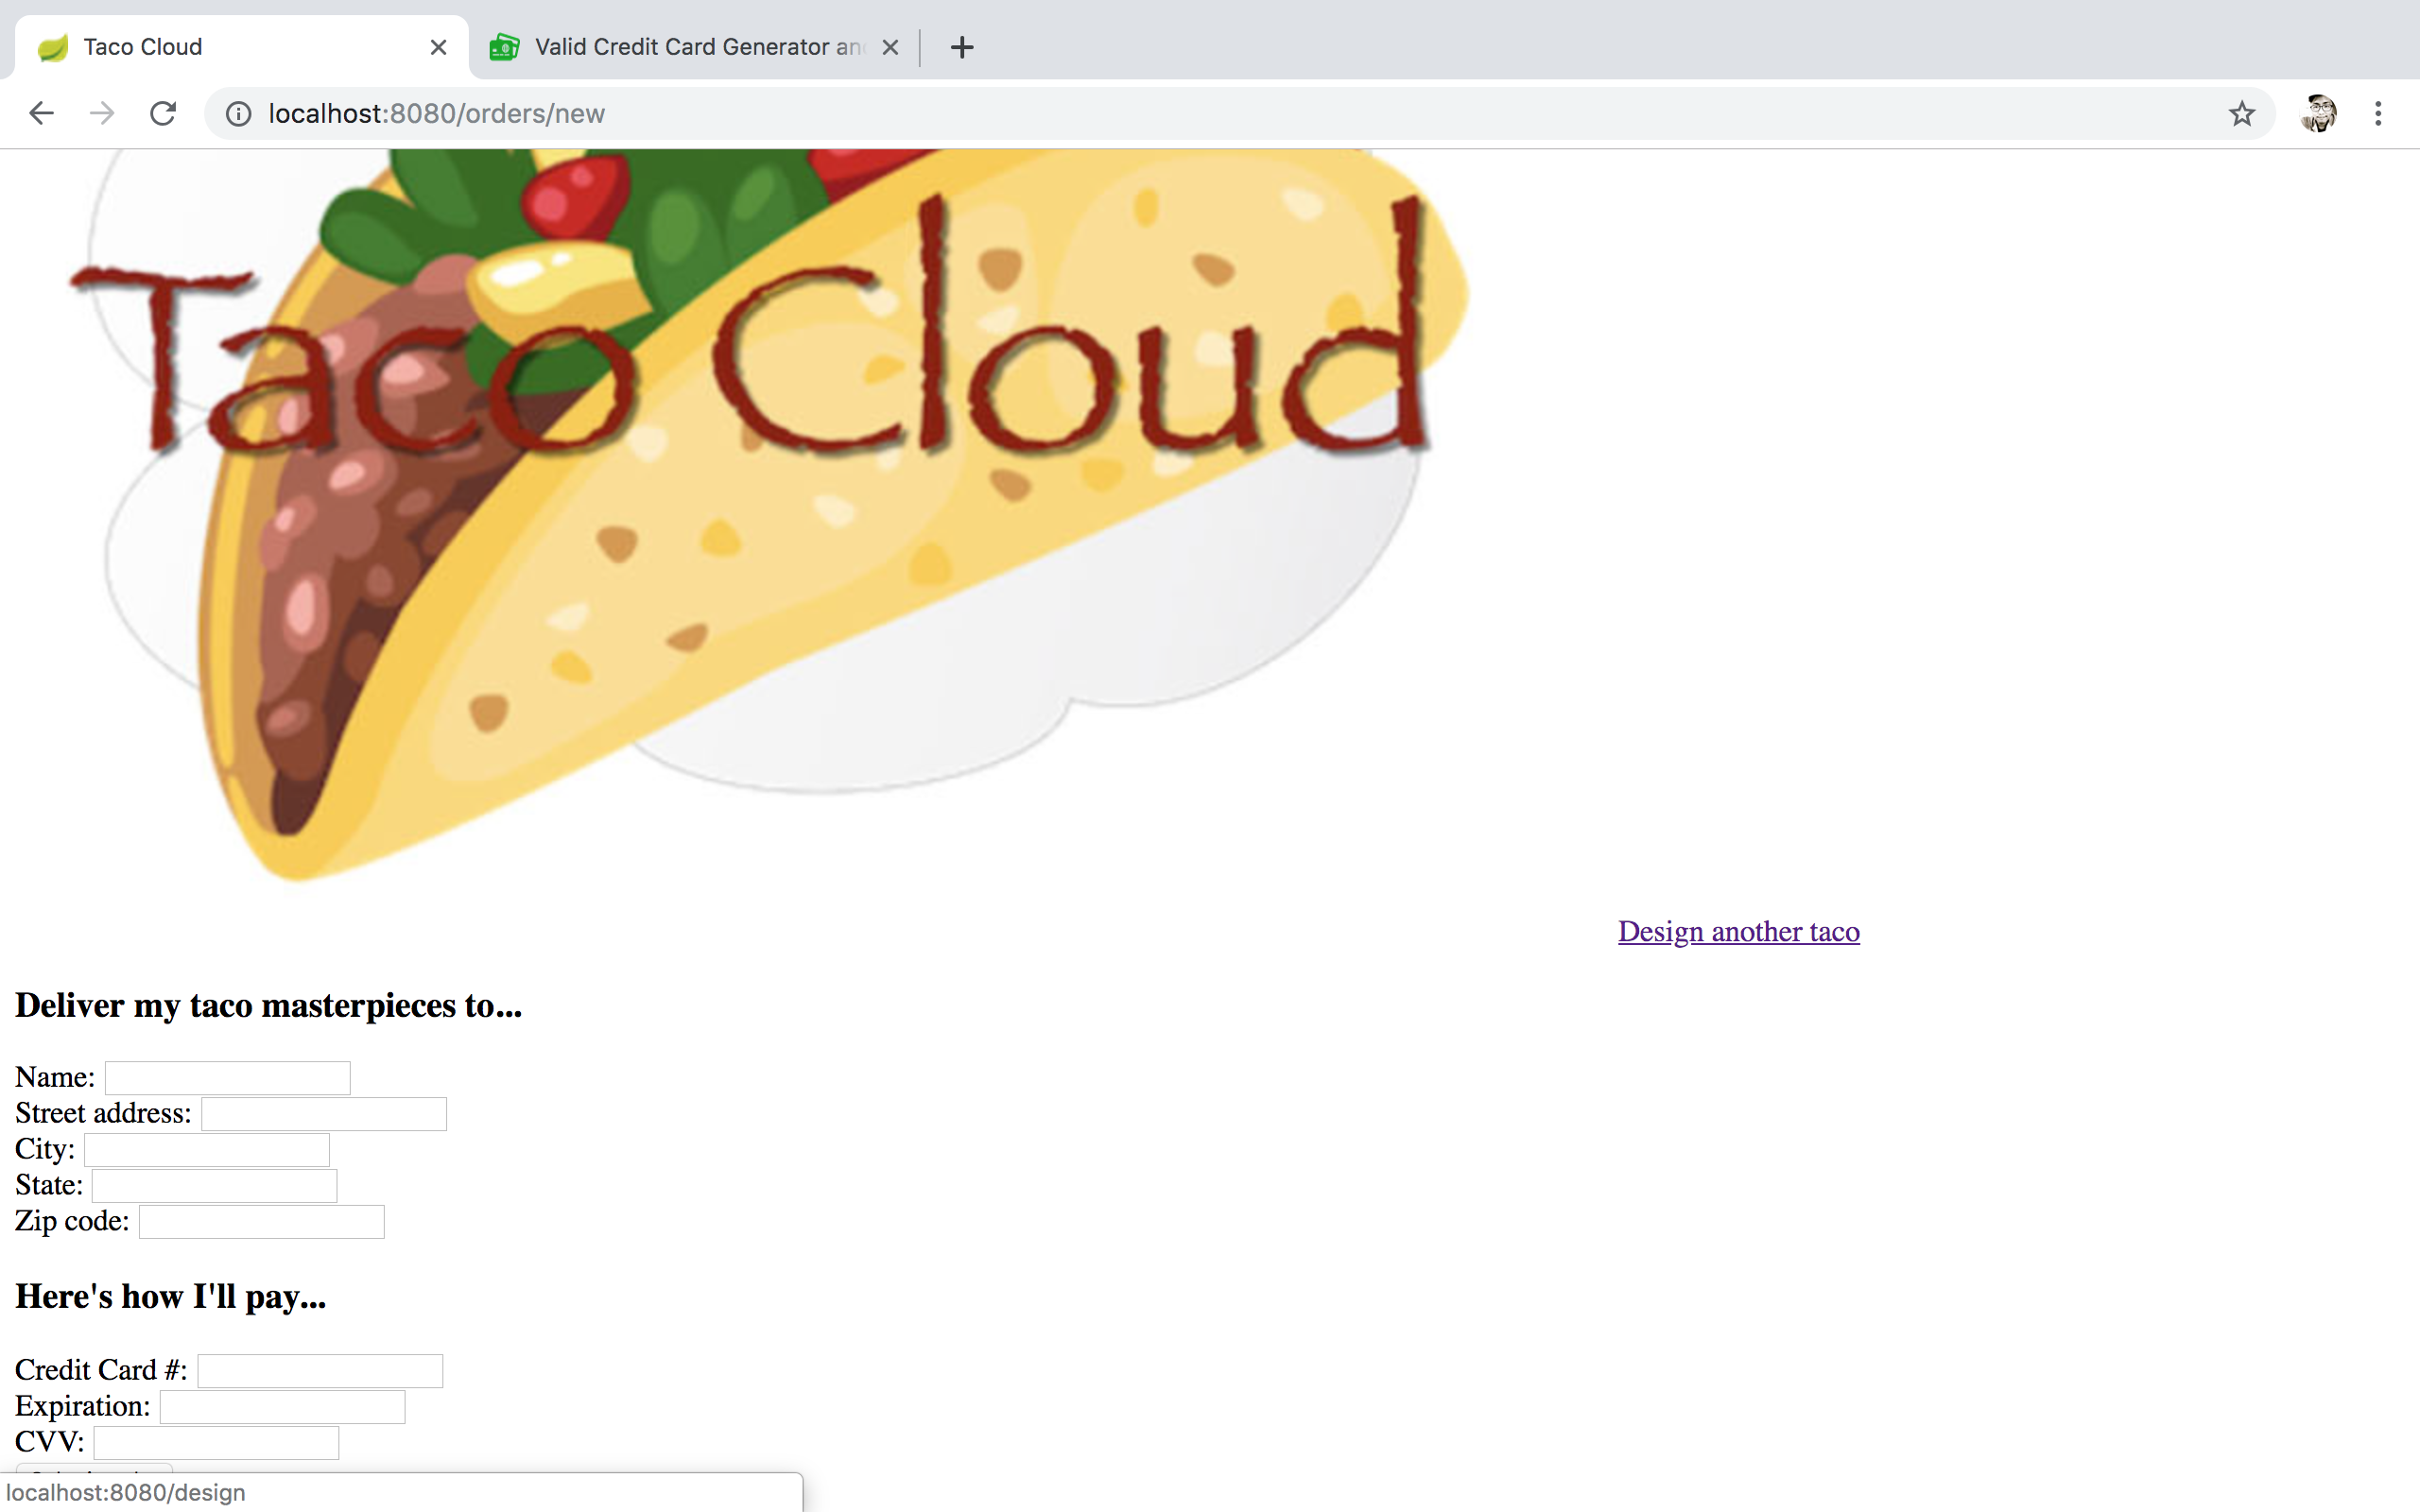 Taco Cloud
Valid Credit Card Generator an
localhost:8080/orders/new
Taco Cloud
Design another taco
Deliver my taco masterpieces to...
Name:
Street address:
City:
State:
Zip code:
Here's how I'll pay...
Credit Card #:
Expiration:
CVV:
localhost:8080/design